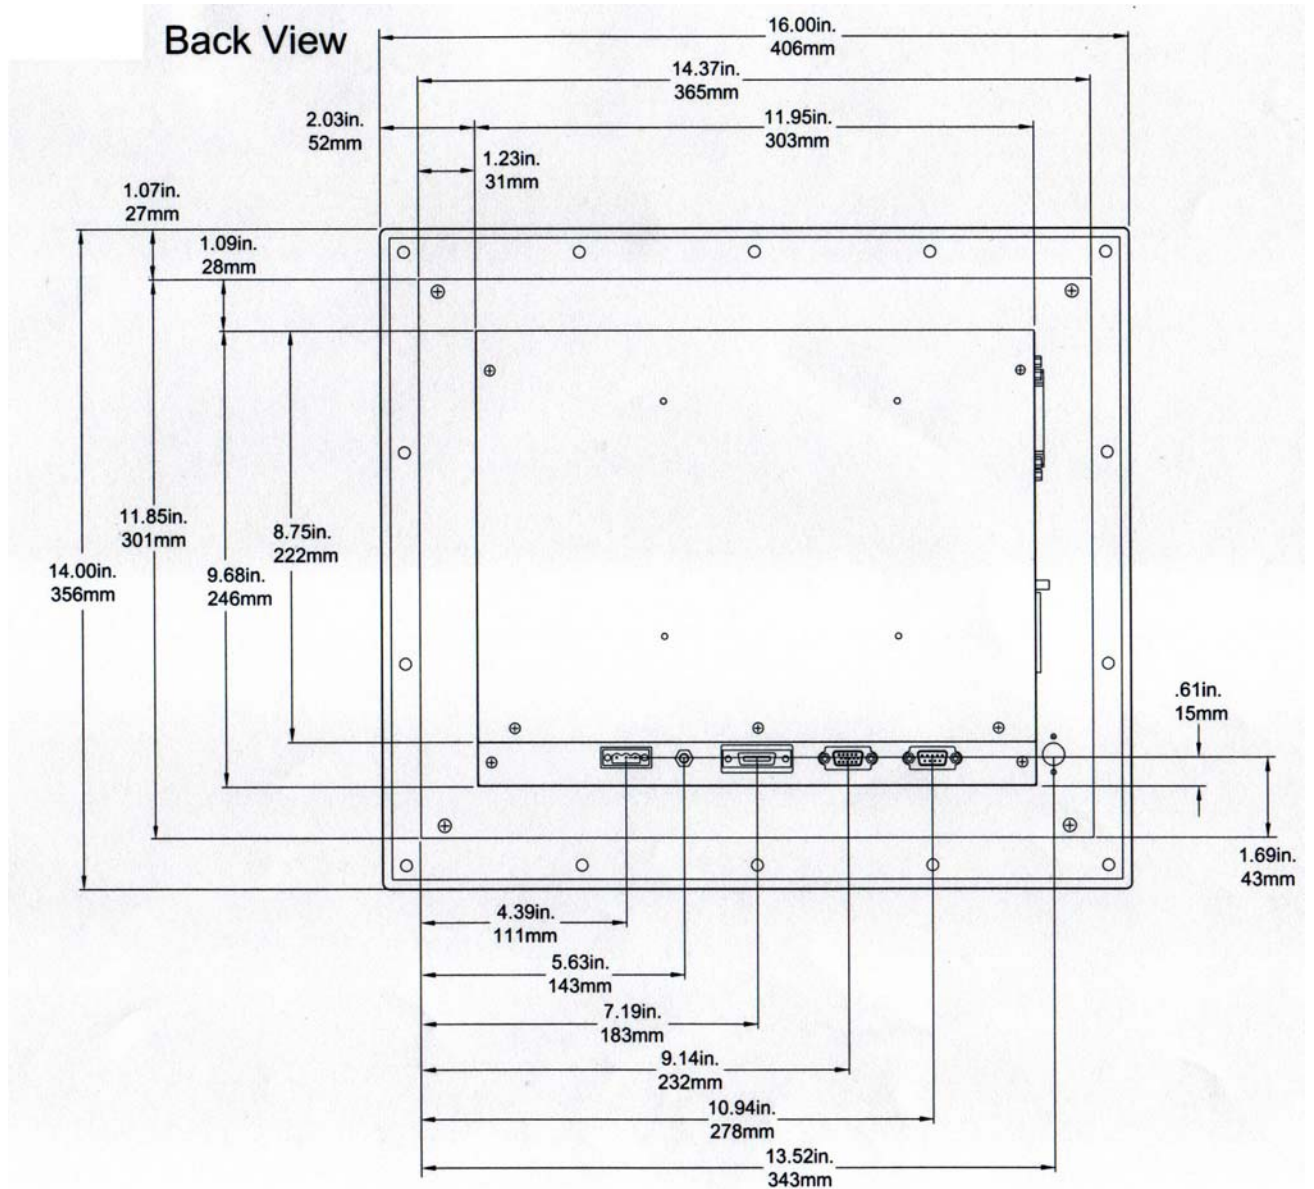 Back View
16.00in.
406mm
14.37in.
365mm
2.03in.
52mm
11.95in.
303mm
1.23in.
31mm
1.07in.
27mm
1.09in.
28mm
11.85in.
301mm
8.75in.
222mm
14.00in.
356mm
9.68in.
246mm
.61in.
15mm
1.69in.
43mm
4.39in.
111mm
5.63in.
143mm
7.19in.
183mm
9.14in.
232mm
10.94in.
278mm
13.52in.
343mm